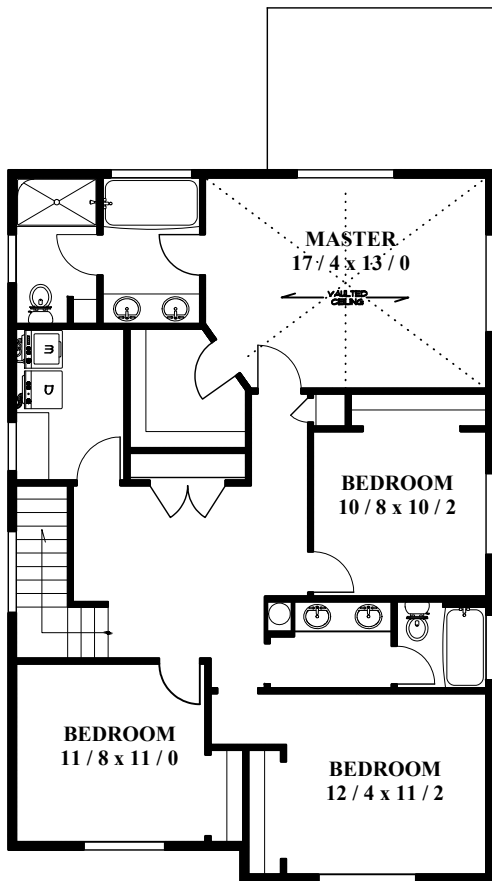 MASTER
17 / 4 x 13 / 0
VAULTED
CEILING
W
D
BEDROOM
10 / 8 x 10 / 2
BEDROOM
11 / 8 x 11 / 0
BEDROOM
12 / 4 x 11 / 2